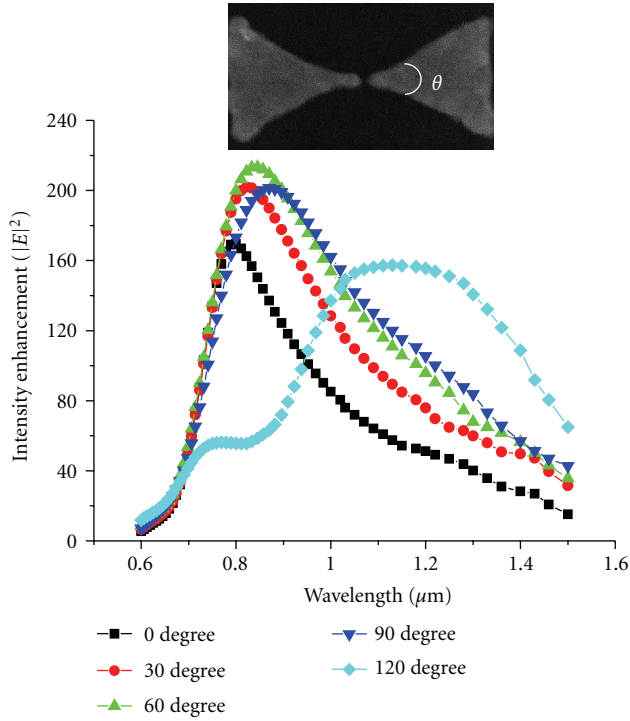 θ
Intensity enhancement (|E|²)
240
200
160
120
80
40
0
0.6 0.8 1 1.2 1.4 1.6
Wavelength (μm)
0 degree
30 degree
60 degree
90 degree
120 degree